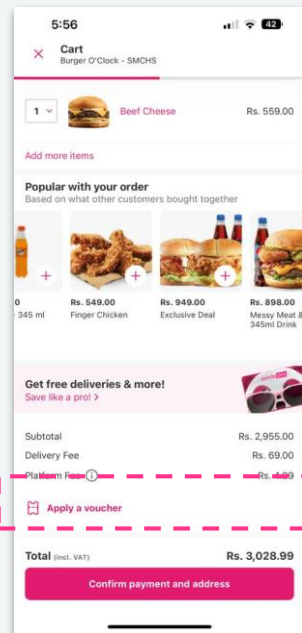 5:56
42
Cart
Burger O'Clock - SMCHS
1
Beef Cheese
Rs. 559.00
Add more items
Popular with your order
Based on what other customers bought together
0
345 ml
Rs. 549.00
Finger Chicken
Rs. 949.00
Exclusive Deal
Rs. 898.00
Messy Meat &
345ml Drink
Get free deliveries & more!
Save like a pro! >
Subtotal
Rs. 2,955.00
Delivery Fee
Rs. 69.00
Platform Fee
Rs. 4.99
Apply a voucher
Total (incl. VAT)
Rs. 3,028.99
Confirm payment and address